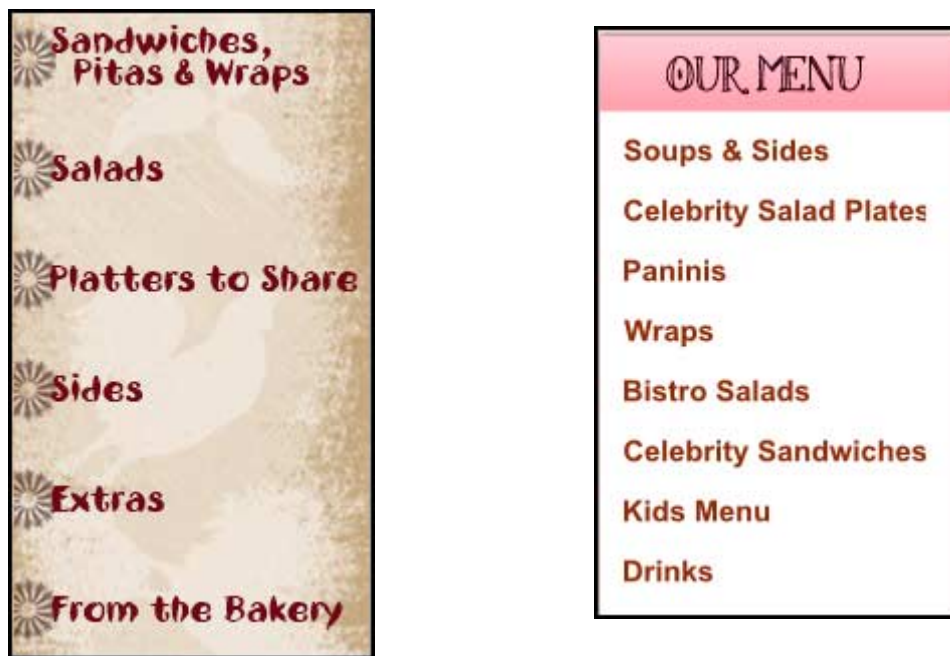 Sandwiches,
Pitas & Wraps
Salads
Platters to Share
Sides
Extras
From the Bakery
OUR MENU
Soups & Sides
Celebrity Salad Plates
Paninis
Wraps
Bistro Salads
Celebrity Sandwiches
Kids Menu
Drinks